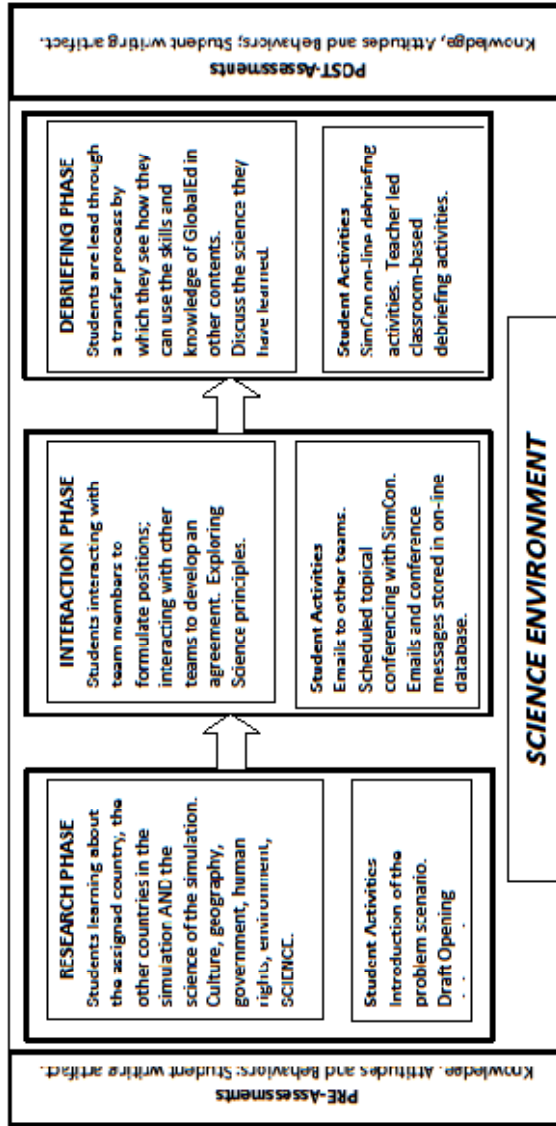 PRE-Assessments
Knowledge, Attitudes and Behaviors; Student writing artifact.
RESEARCH PHASE
Students learning about
the assigned country, the
other countries in the
simulation AND the
science of the simulation.
Culture, geography,
government, human
rights, environment,
SCIENCE.
Student Activities
Introduction of the
problem scenario.
Draft Opening
INTERACTION PHASE
Students interacting with
team members to
formulate positions;
interacting with other
teams to develop an
agreement. Exploring
Science principles.
Student Activities
Emails to other teams.
Scheduled topical
conferencing with SimCon.
Emails and conference
messages stored in on-line
database.
DEBRIEFING PHASE
Students are lead through
a transfer process by
which they see how they
can use the skills and
knowledge of GlobalEd in
other contents.
Discuss the science they
have learned.
Student Activities
SimCon on-line debriefing
activities. Teacher led
classroom-based
debriefing activities.
POST-Assessments
Knowledge, Attitudes and Behaviors; Student writing artifact.
SCIENCE ENVIRONMENT